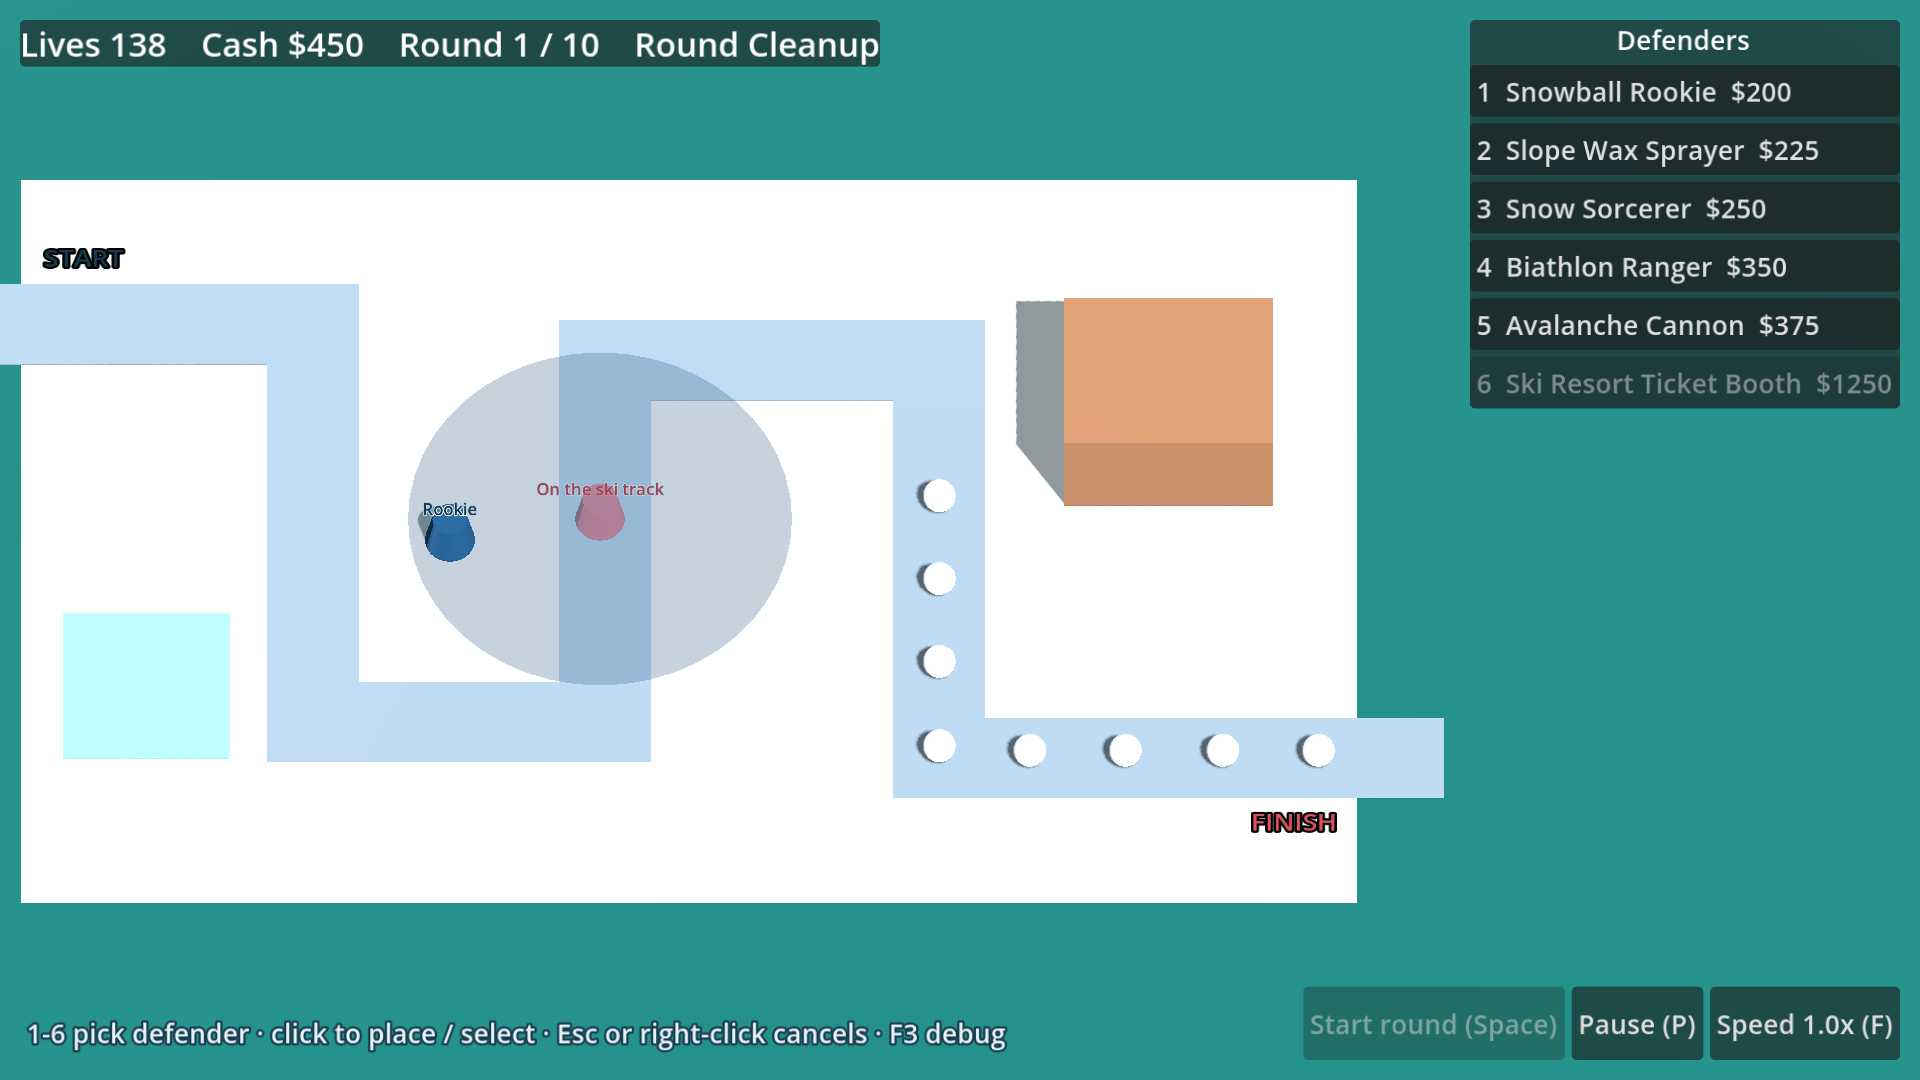 Lives 138 Cash $450 Round 1 / 10 Round Cleanup
Defenders
1 Snowball Rookie $200
2 Slope Wax Sprayer $225
3 Snow Sorcerer $250
4 Biathlon Ranger $350
5 Avalanche Cannon $375
6 Ski Resort Ticket Booth $1250
START
On the ski track
Rookie
FINISH
1-6 pick defender · click to place / select · Esc or right-click cancels · F3 debug
Start round (Space)
Pause (P)
Speed 1.0x (F)